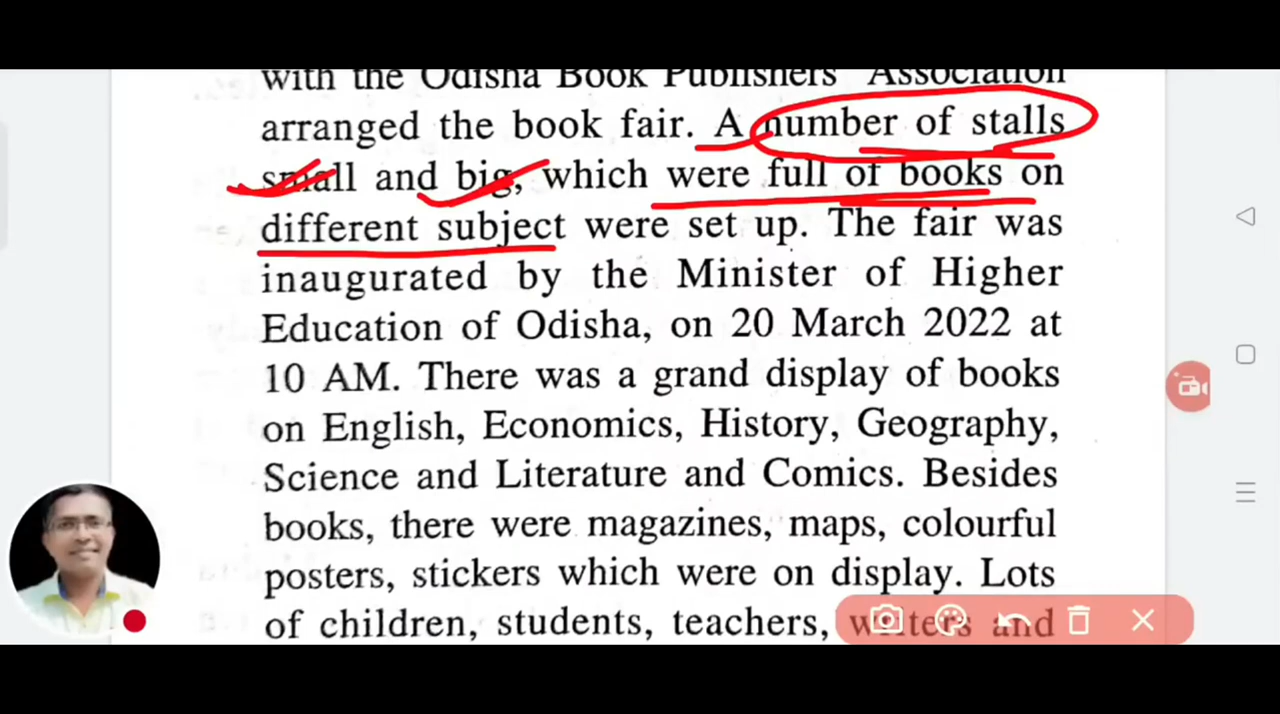 with the Odisha Book Publishers' Association
arranged the book fair. A number of stalls
small and big, which were full of books on
different subject were set up. The fair was
inaugurated by the Minister of Higher
Education of Odisha, on 20 March 2022 at
10 AM. There was a grand display of books
on English, Economics, History, Geography,
Science and Literature and Comics. Besides
books, there were magazines, maps, colourful
posters, stickers which were on display. Lots
of children, students, teachers, writers and